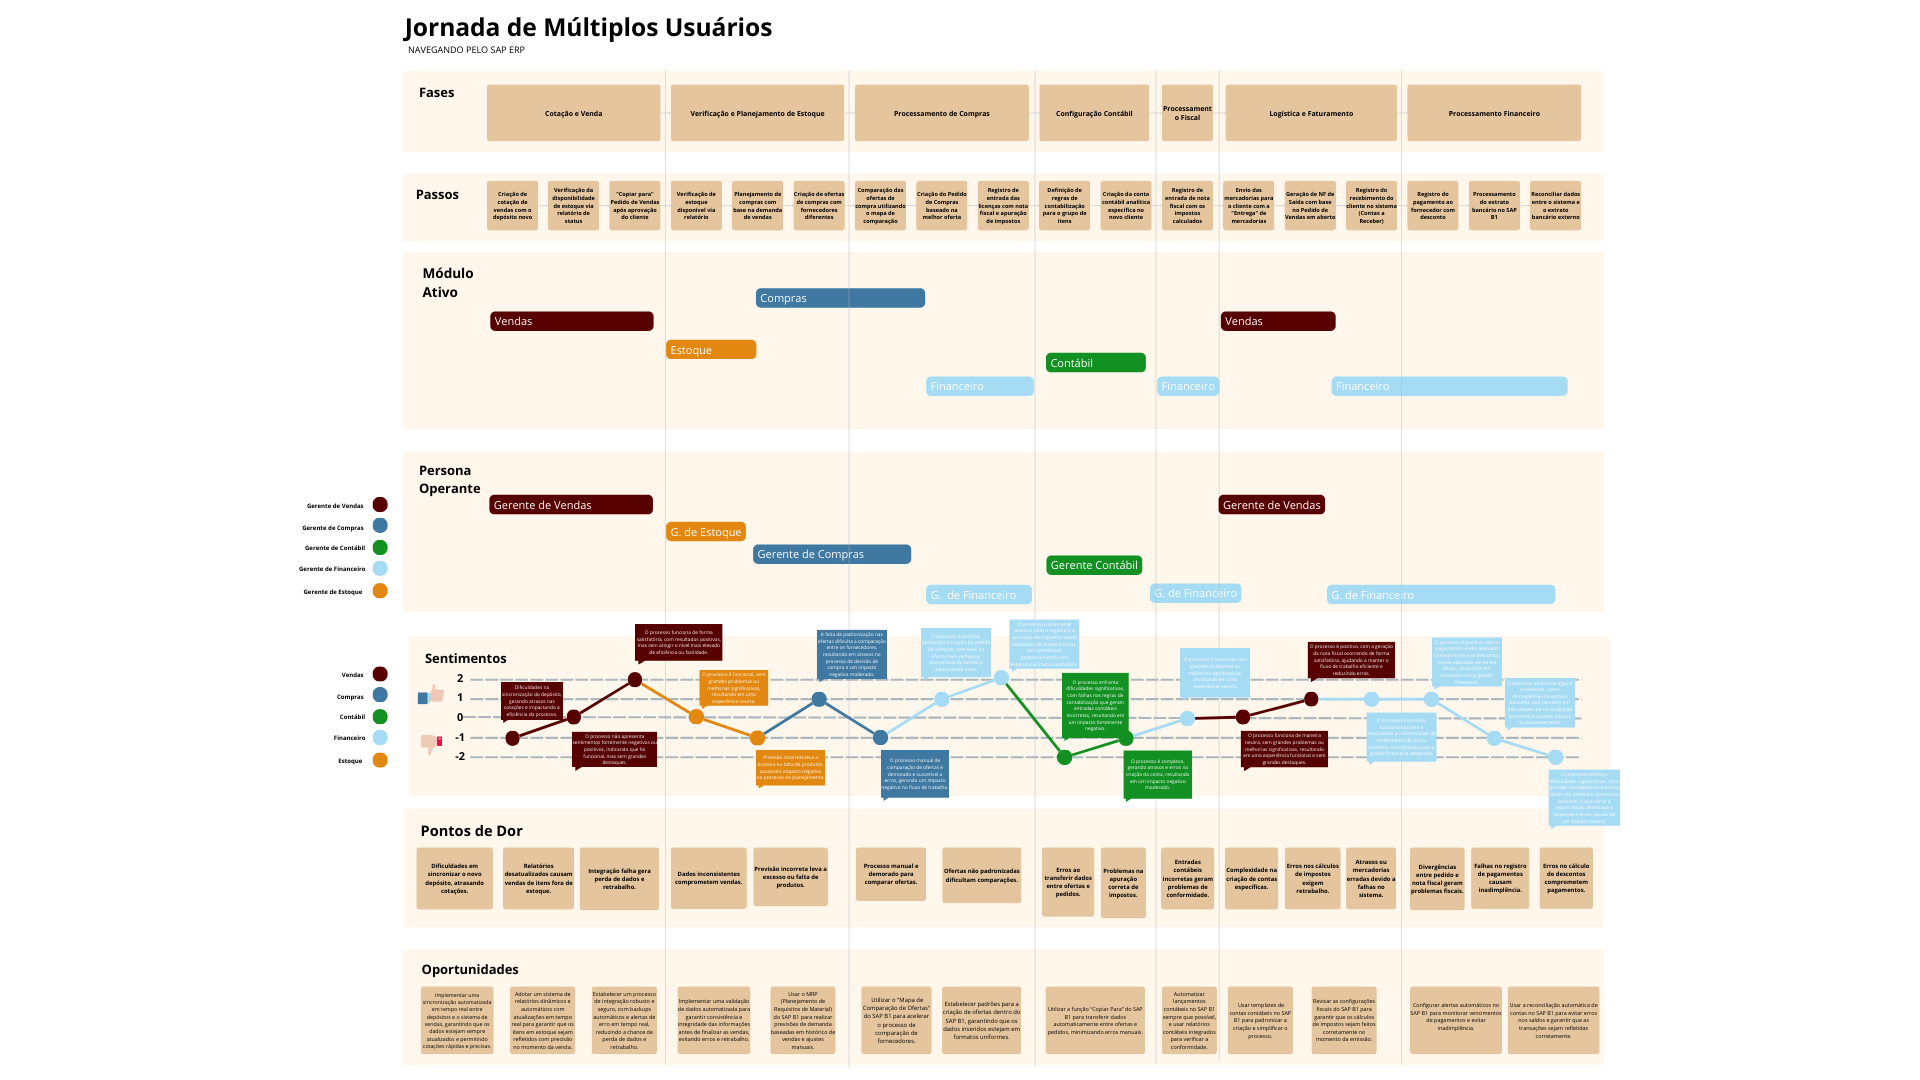 Jornada de Múltiplos Usuários
NAVEGANDO PELO SAP ERP
Fases
Cotação e Venda
Verificação e Planejamento de Estoque
Processamento de Compras
Configuração Contábil
Processament
o Fiscal
Logística e Faturamento
Processamento Financeiro
Passos
Criação de
cotação de
vendas com o
depósito novo
Verificação da
disponibilidade
de estoque via
relatório de
status
"Copiar para"
Pedido de Vendas
após aprovação
do cliente
Verificação de
estoque
disponível via
relatório
Planejamento de
compras com
base na demanda
de vendas
Criação de ofertas
de compras com
fornecedores
diferentes
Comparação das
ofertas de
compra utilizando
o mapa de
comparação
Criação do Pedido
de Compras
baseado na
melhor oferta
Registro de
entrada das
licenças com nota
fiscal e apuração
de impostos
Definição de
regras de
contabilização
para o grupo de
itens
Criação da conta
contábil analítica
específica no
novo cliente
Registro de
entrada de nota
fiscal com os
impostos
calculados
Envio das
mercadorias para
o cliente com a
"Entrega" de
mercadorias
Geração de NF de
Saída com base
no Pedido de
Vendas em aberto
Registro do
recebimento do
cliente no sistema
(Contas a
Receber)
Registro do
pagamento ao
fornecedor com
desconto
Processamento
do extrato
bancário no SAP
B1
Reconciliar dados
entre o sistema e
o extrato
bancário externo
Módulo
Ativo
Compras
Vendas
Vendas
Estoque
Contábil
Financeiro
Financeiro
Financeiro
Persona
Operante
Gerente de Vendas
Gerente de Vendas
G. de Estoque
Gerente de Compras
Gerente Contábil
G. de Financeiro
G. de Financeiro
G. de Financeiro
Gerente de Vendas
Gerente de Compras
Gerente de Contábil
Gerente de Financeiro
Gerente de Estoque
Sentimentos
Vendas
Compras
Contábil
Financeiro
Estoque
2
1
0
-1
-2
Dificuldades na
sincronização do depósito,
gerando atrasos nas
cotações e impactando a
eficiência do processo.
O processo não apresenta
sentimentos fortemente negativos ou
positivos, indicando que foi
funcional, mas sem grandes
destaques.
O processo funciona de forma
satisfatória, com resultados positivos,
mas sem atingir o nível mais elevado
de eficiência ou facilidade.
O processo é funcional, sem
grandes problemas ou
melhorias significativas,
resultando em uma
experiência neutra.
Previsão incorreta leva a
excesso ou falta de produtos,
causando impacto negativo
no processo de planejamento.
A falta de padronização nas
ofertas dificulta a comparação
entre os fornecedores,
resultando em atrasos no
processo de decisão de
compra e um impacto
negativo moderado.
O processo manual de
comparação de ofertas é
demorado e suscetível a
erros, gerando um impacto
negativo no fluxo de trabalho.
O processo enfrenta
dificuldades significativas,
com falhas nas regras de
contabilização que geram
entradas contábeis
incorretas, resultando em
um impacto fortemente
negativo.
O processo é complexo,
gerando atrasos e erros no
criação da conta, resultando
em um impacto negativo
moderado.
O processo é funcional, sem
grandes problemas ou
melhorias significativas,
resultando em uma
experiência neutra.
O processo funciona de maneira
neutra, sem grandes problemas ou
melhorias significativas, resultando
em uma experiência funcional e sem
grandes destaques.
O processo é positivo, com a geração
da nota fiscal ocorrendo de forma
satisfatória, ajudando a manter o
fluxo de trabalho eficiente e
reduzindo erros.
Pontos de Dor
Dificuldades em
sincronizar o novo
depósito, atrasando
cotações.
Relatórios
desatualizados causam
vendas de itens fora de
estoque.
Integração falha gera
perda de dados e
retrabalho.
Dados inconsistentes
comprometem vendas.
Previsão incorreta leva a
excesso ou falta de
produtos.
Processo manual e
demorado para
comparar ofertas.
Ofertas não padronizadas
dificultam comparações.
Erros ao
transferir dados
entre ofertas e
pedidos.
Problemas na
apuração
correta de
impostos.
Entradas
contábeis
incorretas geram
problemas de
conformidade.
Complexidade na
criação de contas
específicas.
Erros nos cálculos
de impostos
exigem
retrabalho.
Atrasos ou
mercadorias
erradas devido a
falhas no
sistema.
Divergências
entre pedido e
nota fiscal geram
problemas fiscais.
Falhas no registro
de pagamentos
causam
inadimplência.
Erros no cálculo
de descontos
comprometem
pagamentos.
Oportunidades
Implementar uma
sincronização automatizada
em tempo real entre
depósitos e o sistema de
vendas, garantindo que os
dados estejam sempre
atualizados e permitindo
cotações rápidas e precisas.
Adotar um sistema de
relatórios dinâmicos e
automáticos com
atualizações em tempo
real para garantir que os
itens em estoque sejam
refletidos com precisão
no momento da venda.
Estabelecer um processo
de integração robusto e
seguro, com backups
automáticos e alertas de
erro em tempo real,
reduzindo a chance de
perda de dados e
retrabalho.
Implementar uma validação
de dados automatizada para
garantir consistência e
integridade das informações
antes de finalizar as vendas,
evitando erros e retrabalho.
Usar o MRP
(Planejamento de
Requisitos de Material)
do SAP B1 para realizar
previsões de demanda
baseadas em histórico de
vendas e ajustes
manuais.
Utilizar o "Mapa de
Comparação de Ofertas"
do SAP B1 para acelerar
o processo de
comparação de
fornecedores.
Estabelecer padrões para a
criação de ofertas dentro do
SAP B1, garantindo que os
dados inseridos estejam em
formatos uniformes.
Utilizar a função "Copiar Para" do SAP
B1 para transferir dados
automaticamente entre ofertas e
pedidos, minimizando erros manuais.
Automatizar
lançamentos
contábeis no SAP B1
sempre que possível,
e usar relatórios
contábeis integrados
para verificar a
conformidade.
Usar templates de
contas contábeis no SAP
B1 para padronizar a
criação e simplificar o
processo.
Revisar as configurações
fiscais do SAP B1 para
garantir que os cálculos
de impostos sejam feitos
corretamente no
momento da emissão.
Configurar alertas automáticos no
SAP B1 para monitorar vencimentos
de pagamentos e evitar
inadimplência.
Usar a reconciliação automática de
contas no SAP B1 para evitar erros
nos saldos e garantir que as
transações sejam refletidas
corretamente.